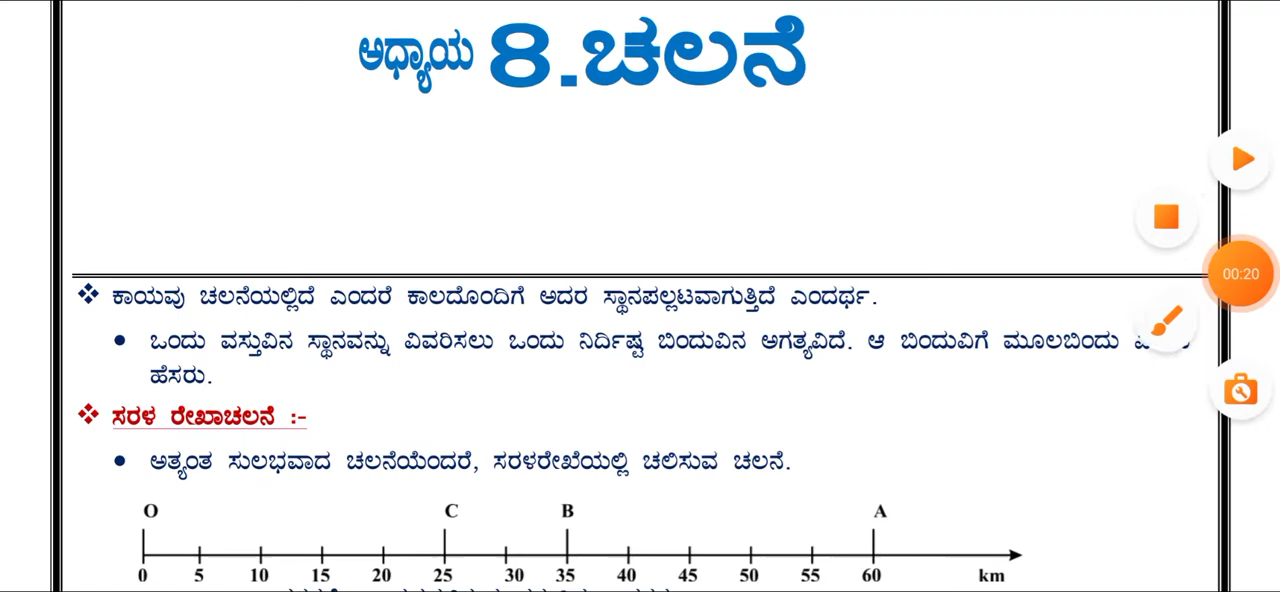 ಅಧ್ಯಾಯ 8.ಚಲನೆ
00:20
❖ ಕಾಯವು ಚಲನೆಯಲ್ಲಿದೆ ಎಂದರೆ ಕಾಲದೊಂದಿಗೆ ಅದರ ಸ್ಥಾನಪಲ್ಲಟವಾಗುತ್ತಿದೆ ಎಂದರ್ಥ.
• ಒಂದು ವಸ್ತುವಿನ ಸ್ಥಾನವನ್ನು ವಿವರಿಸಲು ಒಂದು ನಿರ್ದಿಷ್ಟ ಬಿಂದುವಿನ ಅಗತ್ಯವಿದೆ. ಆ ಬಿಂದುವಿಗೆ ಮೂಲಬಿಂದು
ಹೆಸರು.
❖ ಸರಳ ರೇಖಾಚಲನೆ :-
• ಅತ್ಯಂತ ಸುಲಭವಾದ ಚಲನೆಯೆಂದರೆ, ಸರಳರೇಖೆಯಲ್ಲಿ ಚಲಿಸುವ ಚಲನೆ.
O C B A
0 5 10 15 20 25 30 35 40 45 50 55 60 km